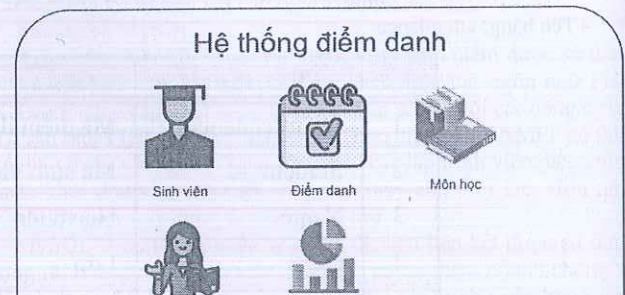 Hệ thống điểm danh
Sinh viên
Điểm danh
Môn học